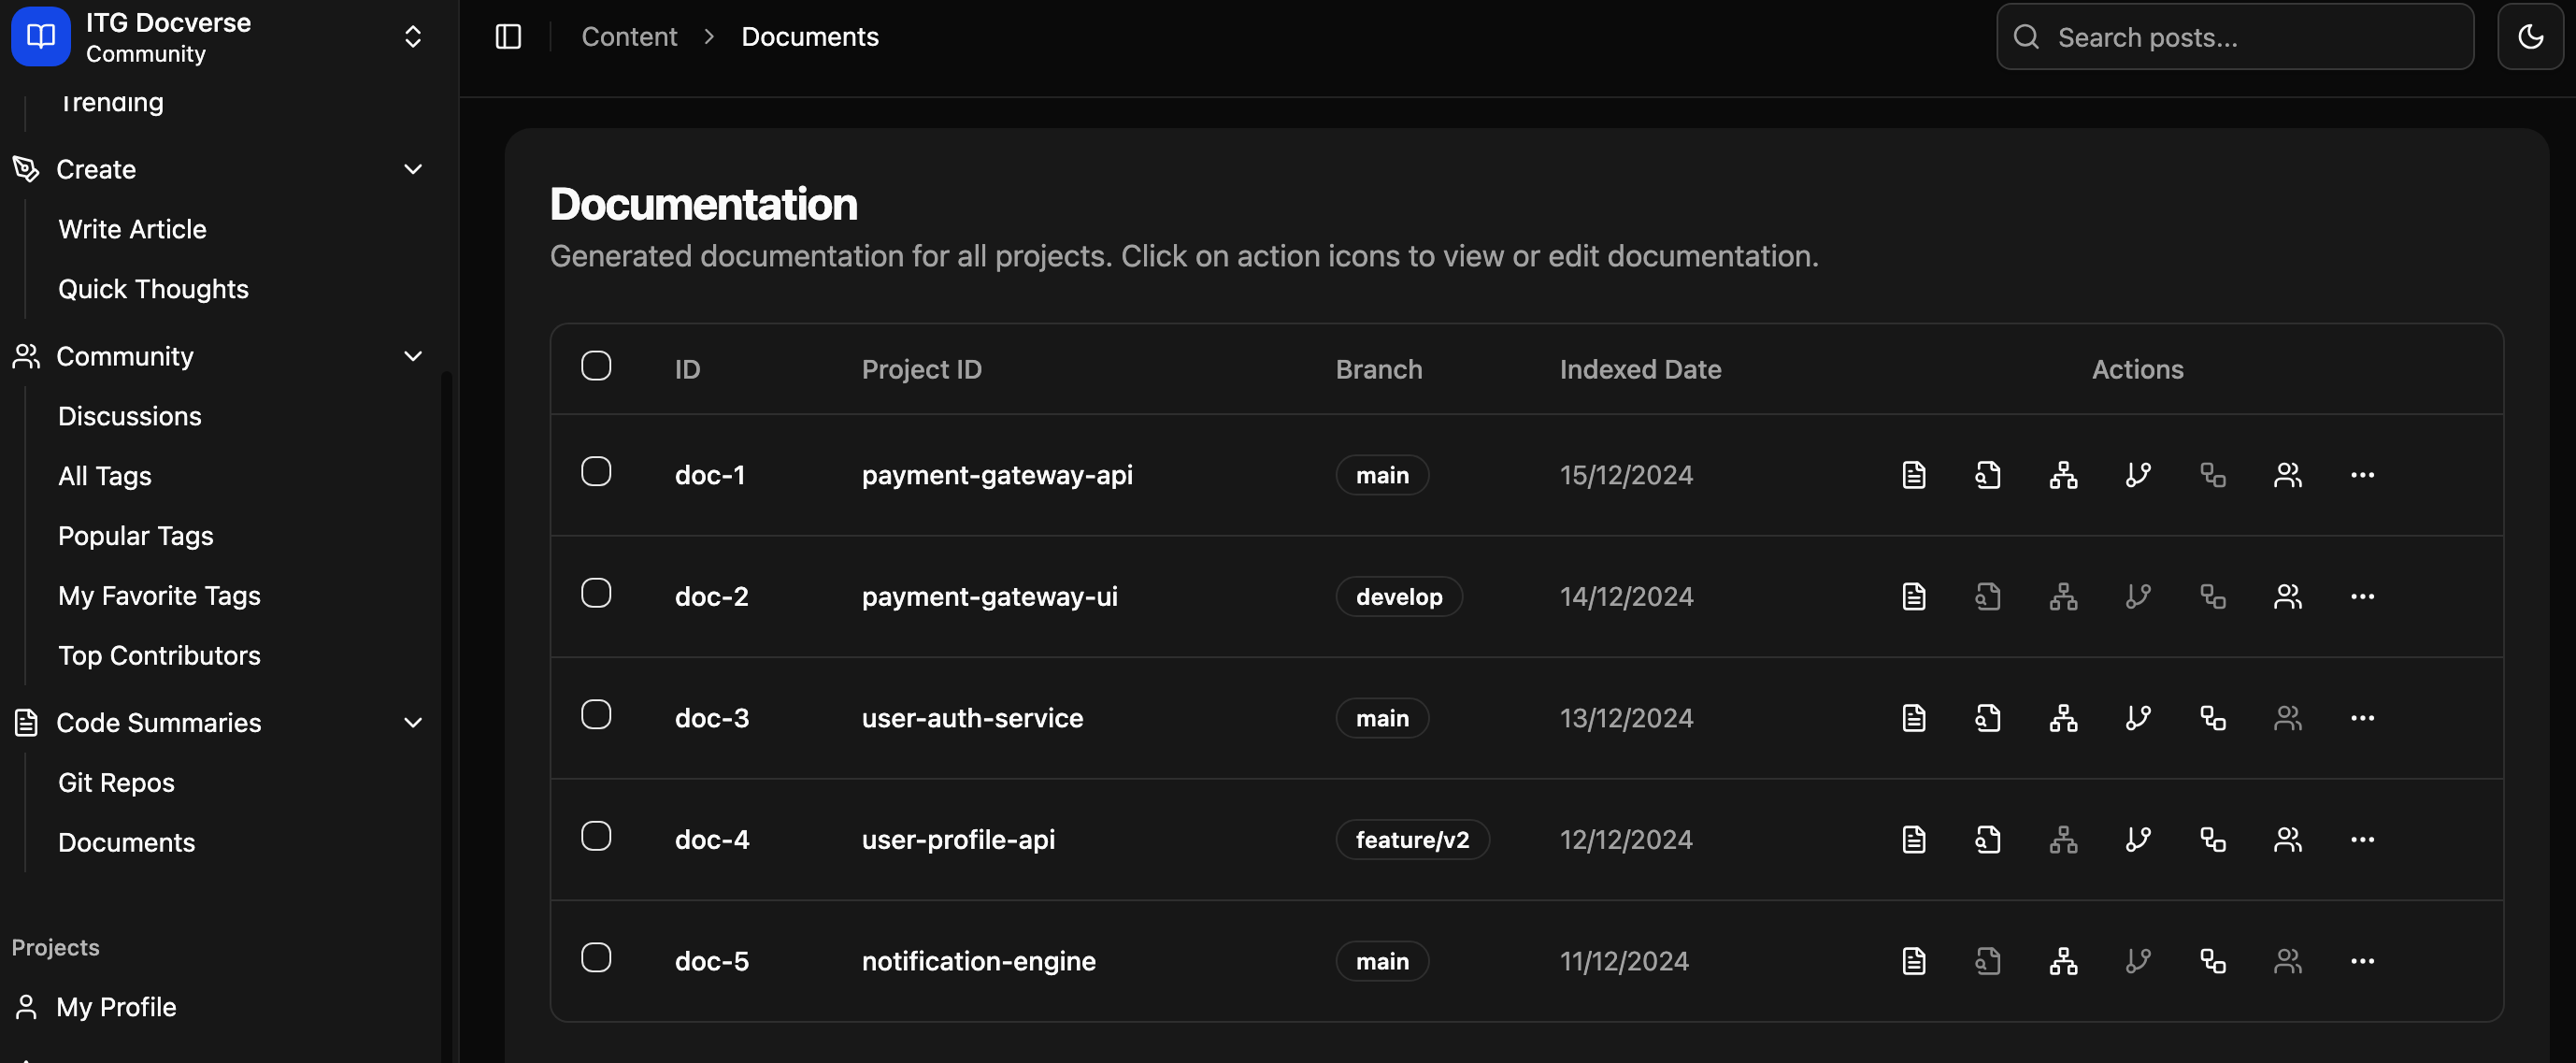 ITG Docverse
Community
Trending
Create
Write Article
Quick Thoughts
Community
Discussions
All Tags
Popular Tags
My Favorite Tags
Top Contributors
Code Summaries
Git Repos
Documents
Projects
My Profile
Content > Documents
Search posts...
Documentation
Generated documentation for all projects. Click on action icons to view or edit documentation.
ID Project ID Branch Indexed Date Actions
doc-1 payment-gateway-api main 15/12/2024
doc-2 payment-gateway-ui develop 14/12/2024
doc-3 user-auth-service main 13/12/2024
doc-4 user-profile-api feature/v2 12/12/2024
doc-5 notification-engine main 11/12/2024